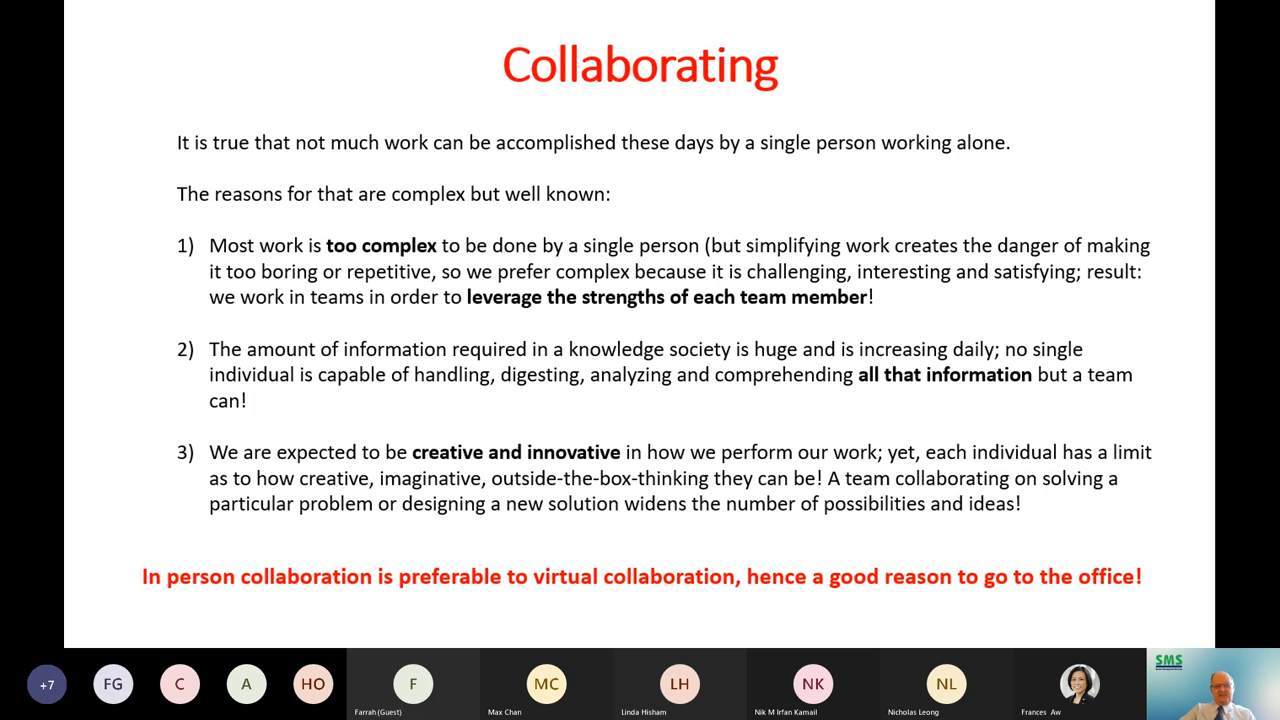 Collaborating
It is true that not much work can be accomplished these days by a single person working alone.
The reasons for that are complex but well known:
1) Most work is too complex to be done by a single person (but simplifying work creates the danger of making
it too boring or repetitive, so we prefer complex because it is challenging, interesting and satisfying; result:
we work in teams in order to leverage the strengths of each team member!
2) The amount of information required in a knowledge society is huge and is increasing daily; no single
individual is capable of handling, digesting, analyzing and comprehending all that information but a team
can!
3) We are expected to be creative and innovative in how we perform our work; yet, each individual has a limit
as to how creative, imaginative, outside-the-box-thinking they can be! A team collaborating on solving a
particular problem or designing a new solution widens the number of possibilities and ideas!
In person collaboration is preferable to virtual collaboration, hence a good reason to go to the office!
+7 FG C A HO F MC LH NK NL SMS
Farrah (Guest) Max Chan Linda Hisham Nik M Irfan Kamail Nicholas Leong Frances Aw